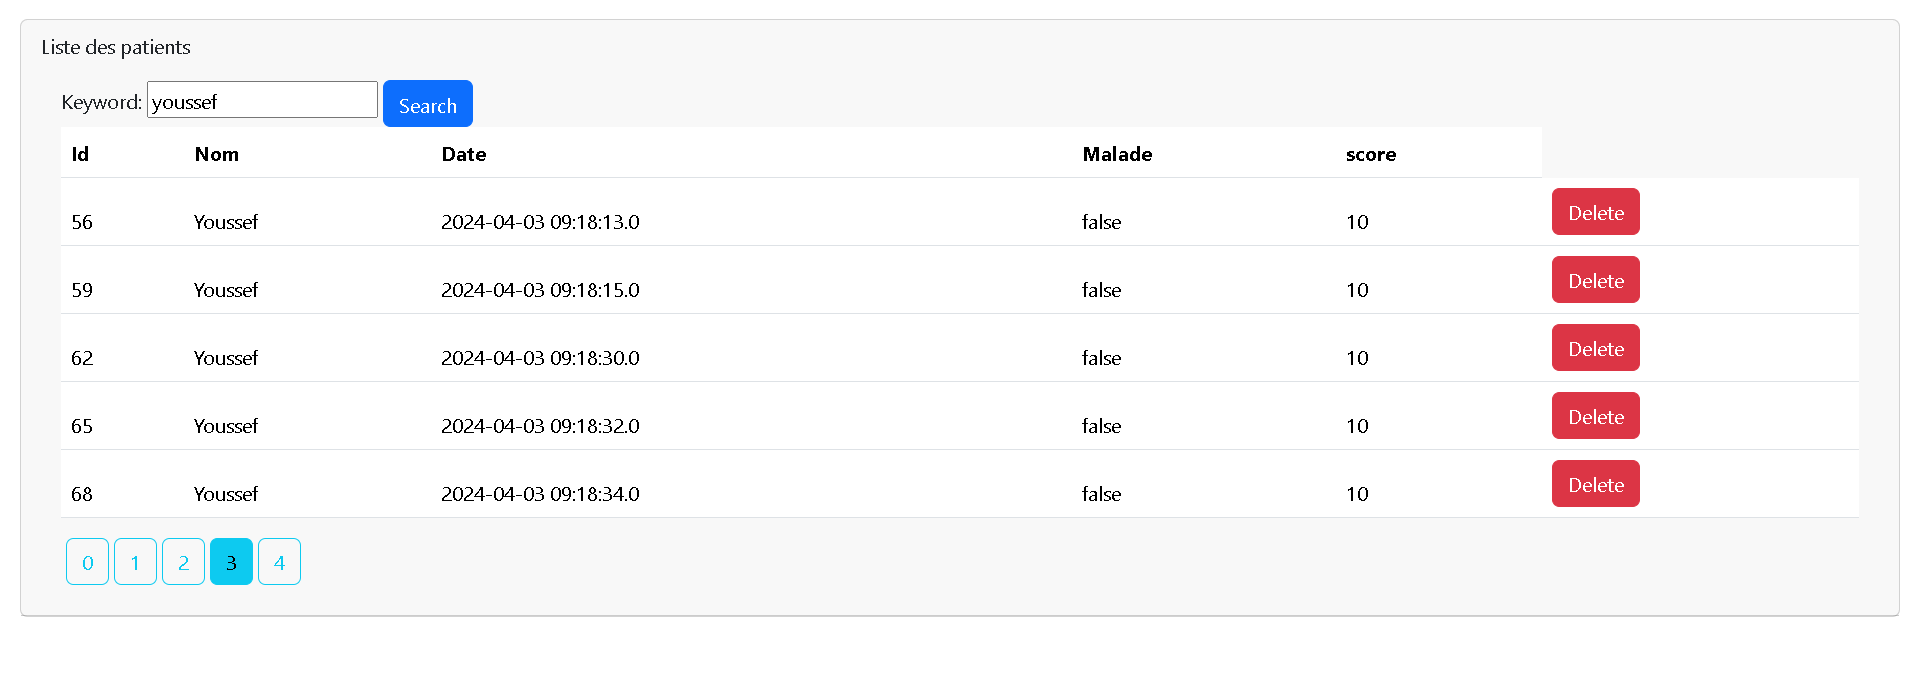 Liste des patients
Keyword: youssef Search
Id Nom Date Malade score
56 Youssef 2024-04-03 09:18:13.0 false 10 Delete
59 Youssef 2024-04-03 09:18:15.0 false 10 Delete
62 Youssef 2024-04-03 09:18:30.0 false 10 Delete
65 Youssef 2024-04-03 09:18:32.0 false 10 Delete
68 Youssef 2024-04-03 09:18:34.0 false 10 Delete
0 1 2 3 4